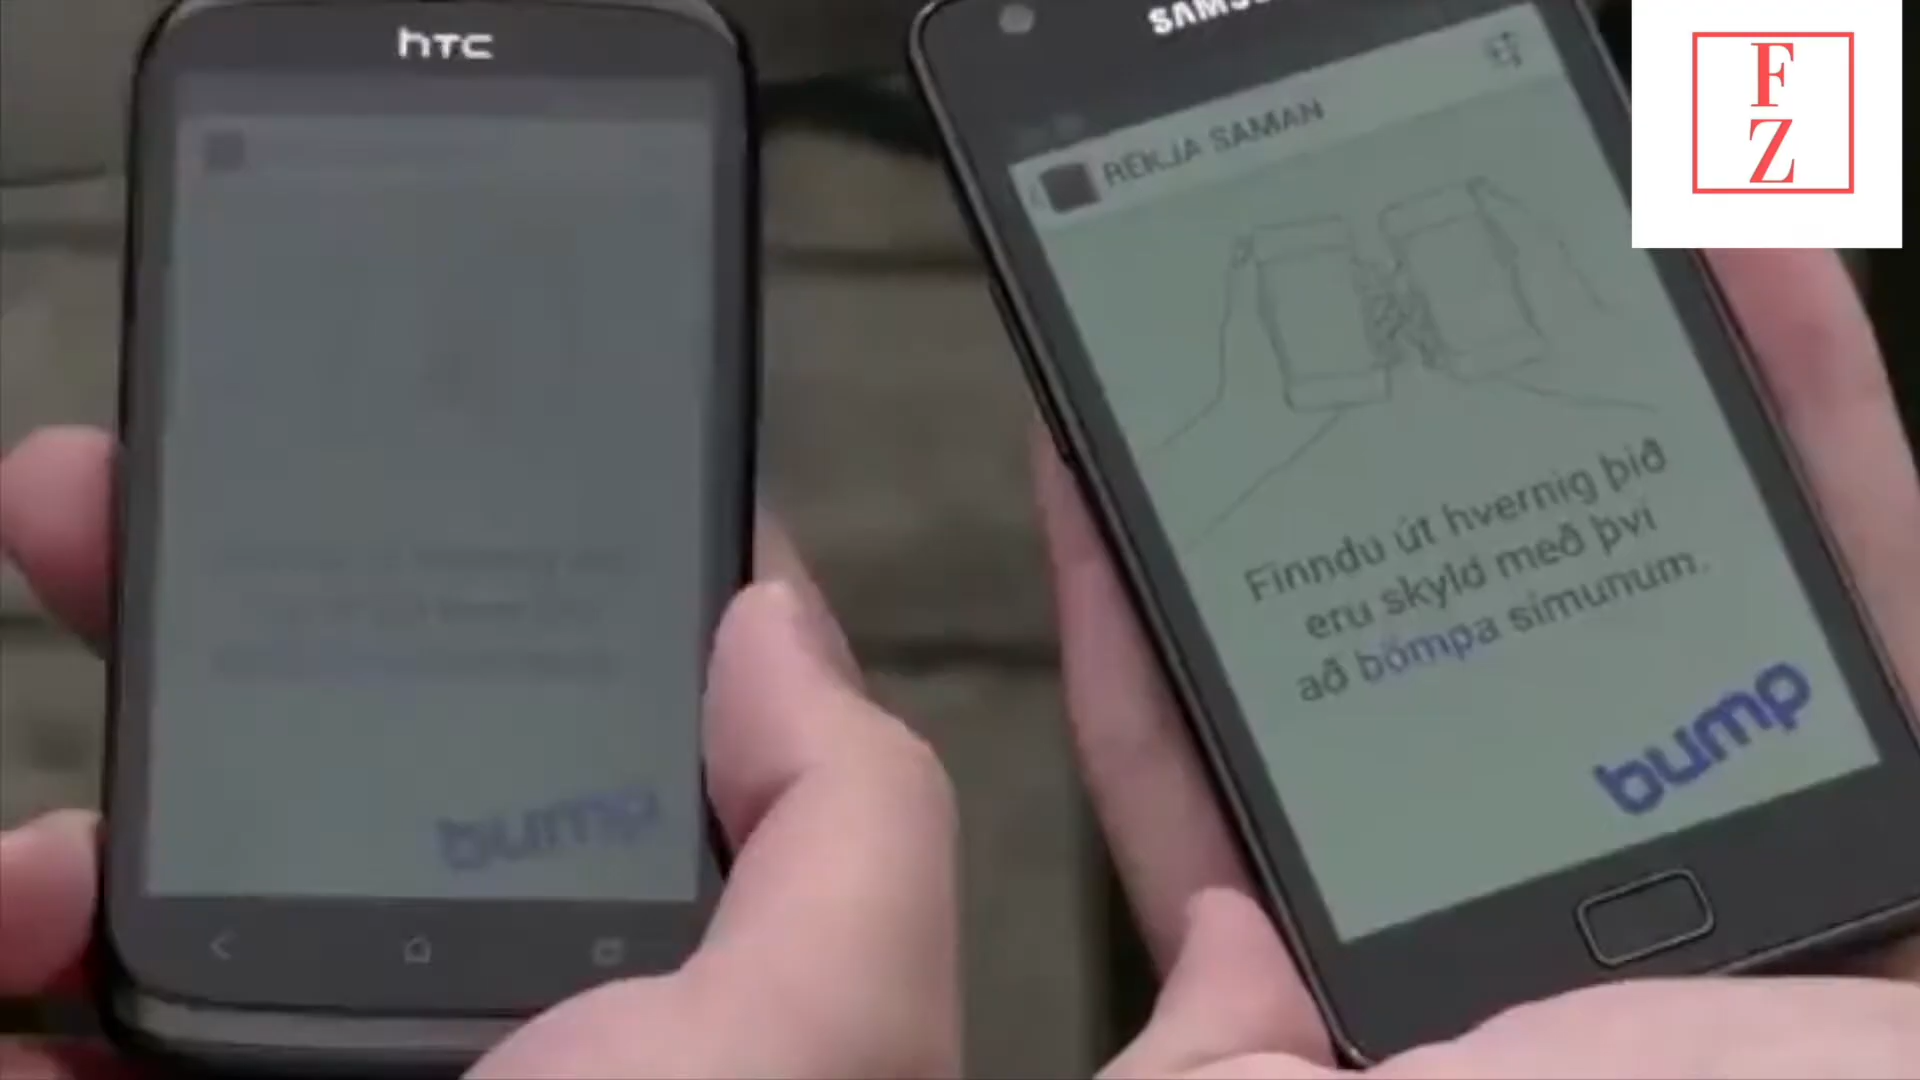 hTC
SAMSU
REKJA SAMAN
Finndu út hvernig þið
eru skyld með því
að bömpa símunum.
bump
bump
F
Z